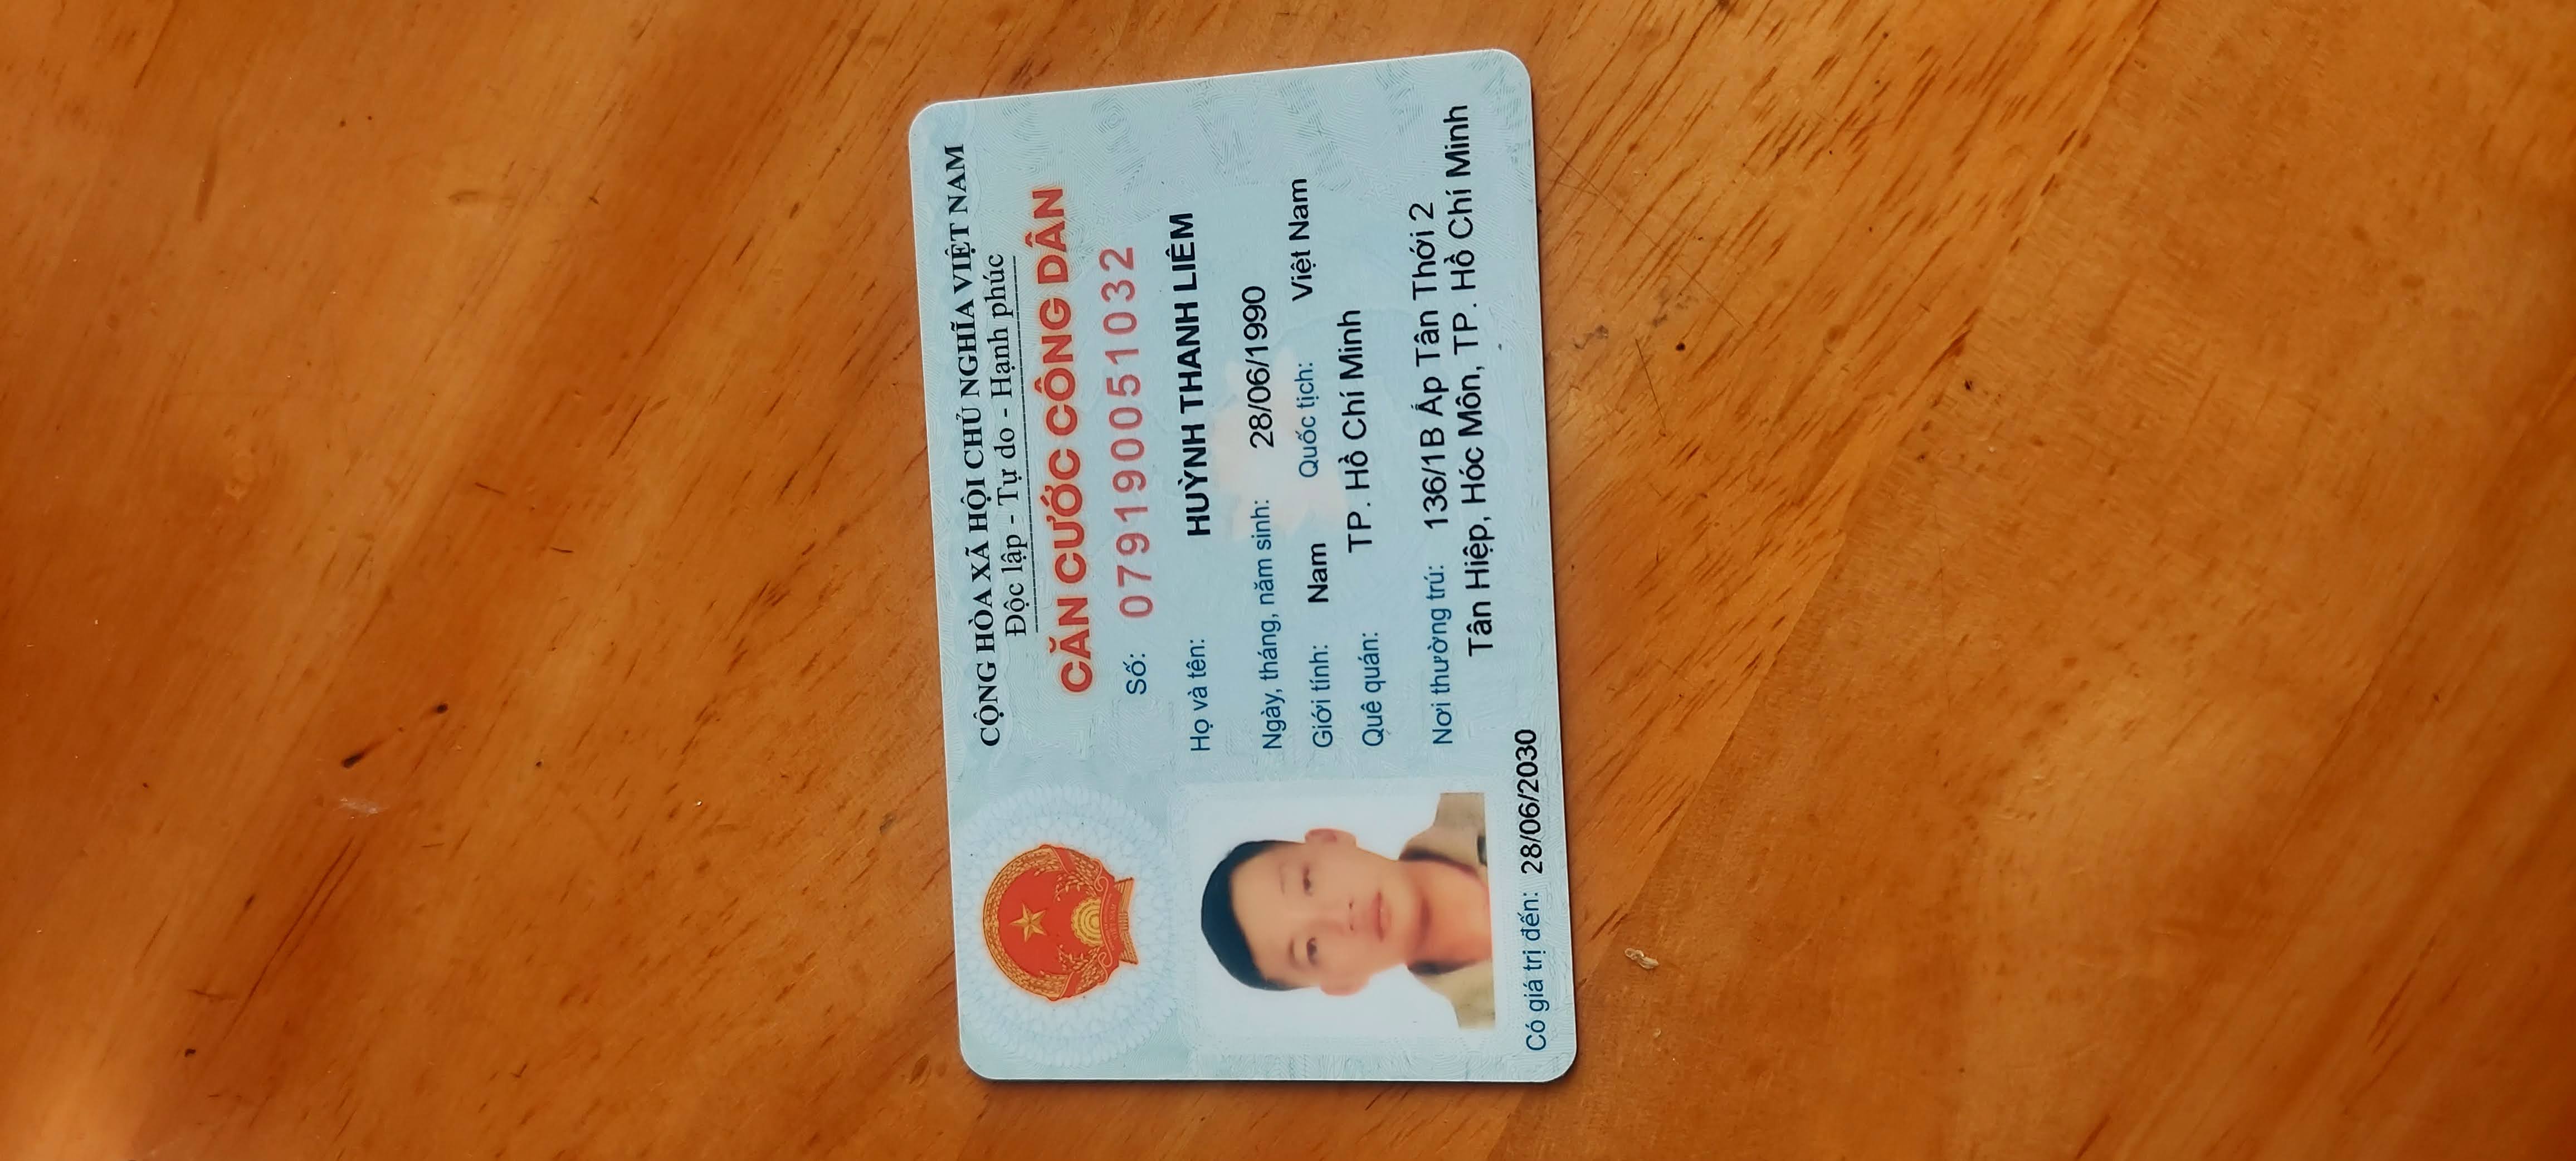 CỘNG HÒA XÃ HỘI CHỦ NGHĨA VIỆT NAM
Độc lập - Tự do - Hạnh phúc
CĂN CƯỚC CÔNG DÂN
Số: 079190051032
Họ và tên: HUỲNH THANH LIÊM
Ngày, tháng, năm sinh: 28/06/1990
Giới tính: Nam Quốc tịch: Việt Nam
Quê quán: TP. Hồ Chí Minh
Nơi thường trú: 136/1B Ấp Tân Thới 2
Tân Hiệp, Hóc Môn, TP. Hồ Chí Minh
Có giá trị đến: 28/06/2030